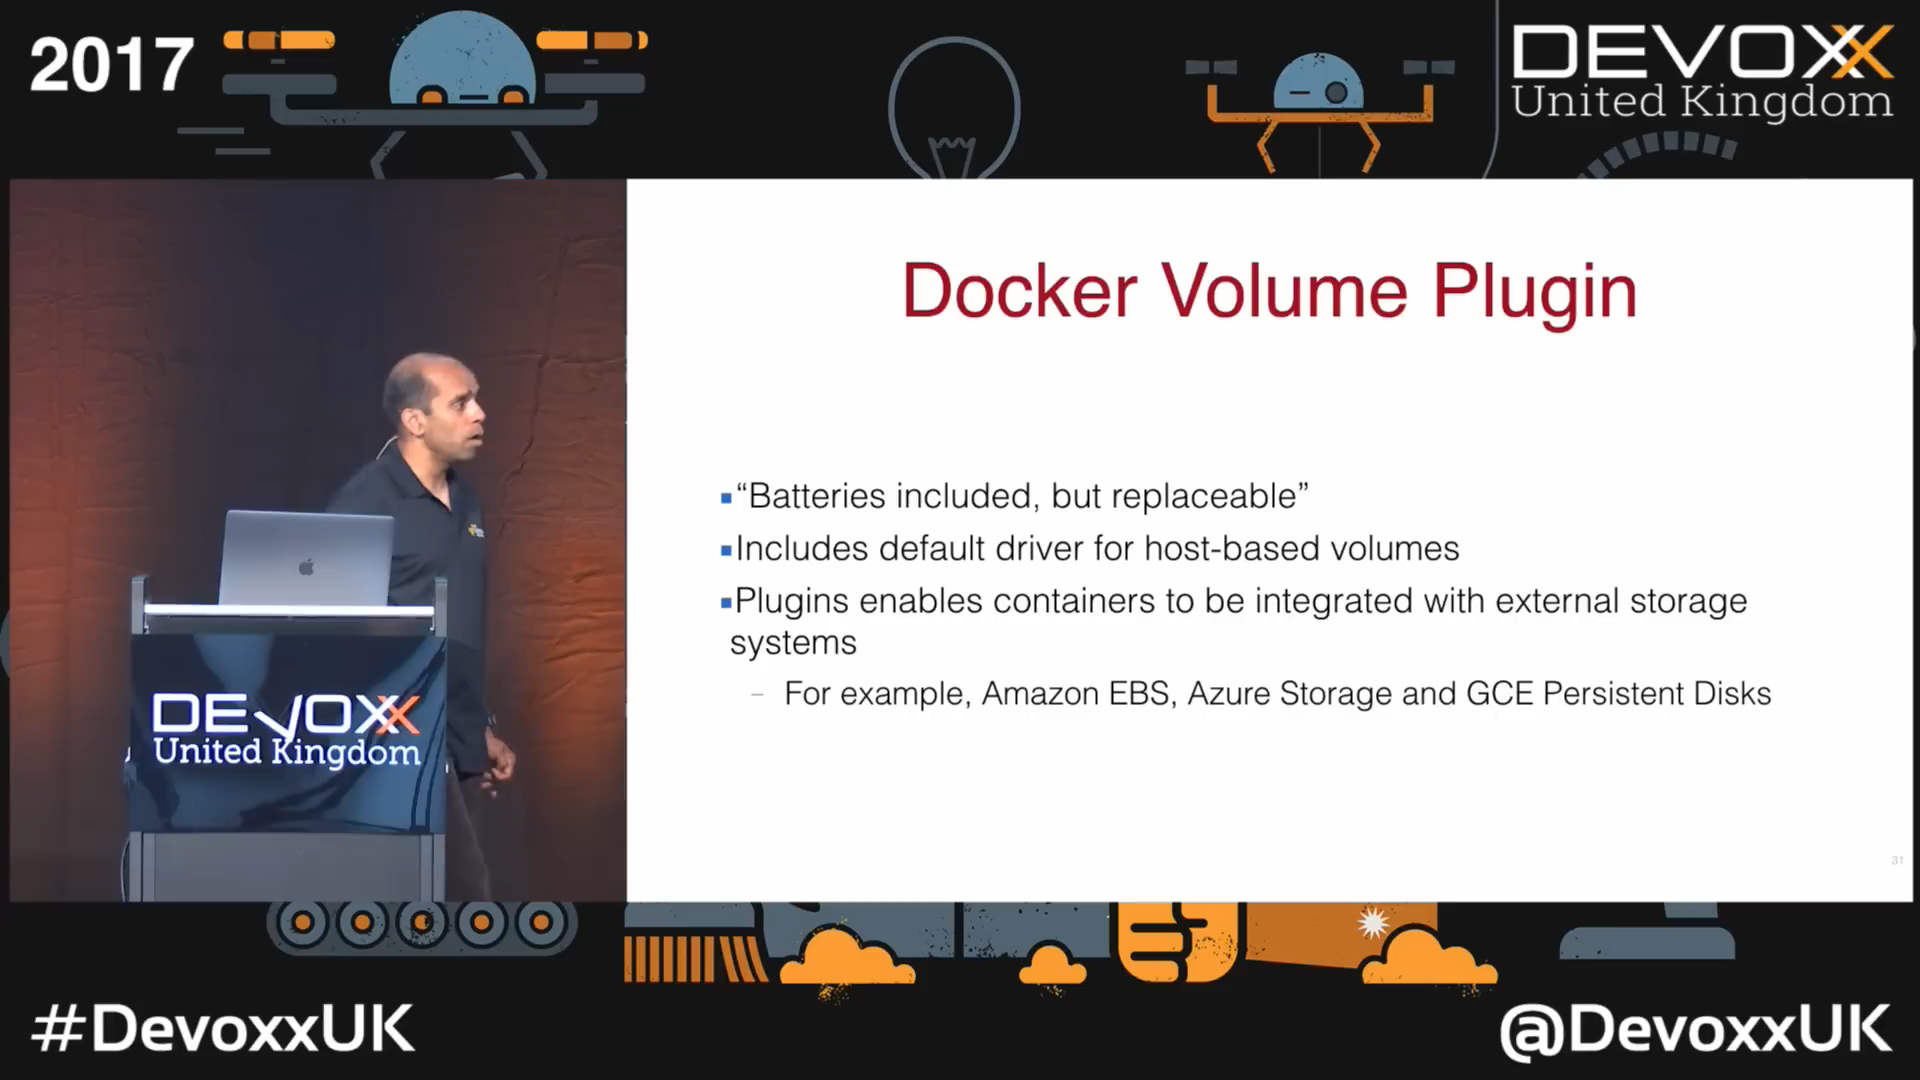 2017
DEVOXX
United Kingdom
Docker Volume Plugin
“Batteries included, but replaceable”
Includes default driver for host-based volumes
Plugins enables containers to be integrated with external storage
systems
– For example, Amazon EBS, Azure Storage and GCE Persistent Disks
31
DEVOXX
United Kingdom
#DevoxxUK
@DevoxxUK